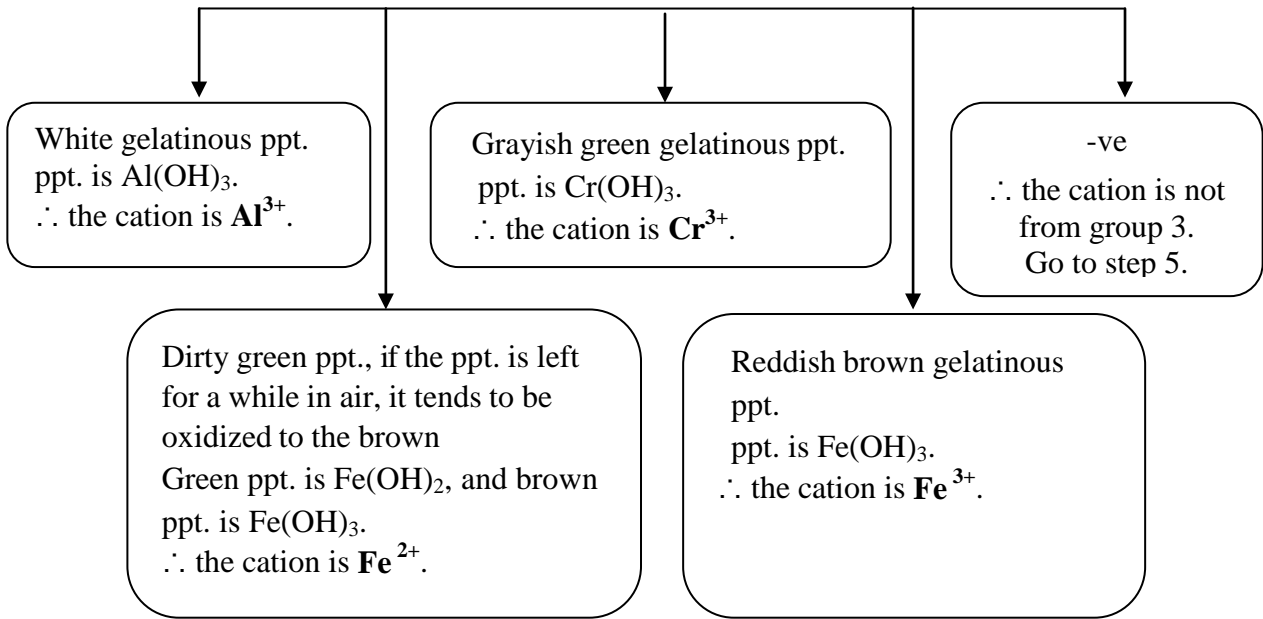 White gelatinous ppt.
ppt. is Al(OH)₃.
∴ the cation is Al³⁺.
Grayish green gelatinous ppt.
ppt. is Cr(OH)₃.
∴ the cation is Cr³⁺.
-ve
∴ the cation is not
from group 3.
Go to step 5.
Dirty green ppt., if the ppt. is left
for a while in air, it tends to be
oxidized to the brown
Green ppt. is Fe(OH)₂, and brown
ppt. is Fe(OH)₃.
∴ the cation is Fe ²⁺.
Reddish brown gelatinous
ppt.
ppt. is Fe(OH)₃.
∴ the cation is Fe ³⁺.